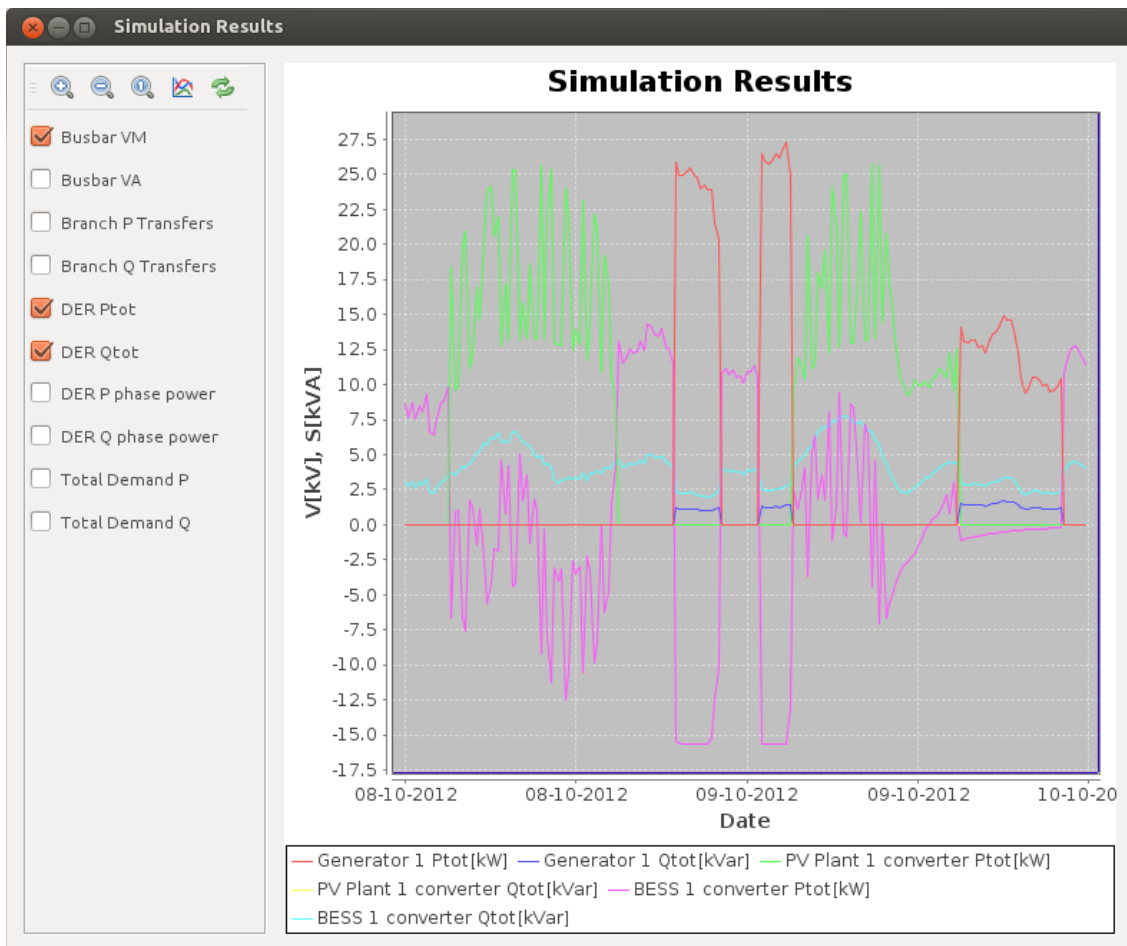 Simulation Results
Busbar VM
Busbar VA
Branch P Transfers
Branch Q Transfers
DER Ptot
DER Qtot
DER P phase power
DER Q phase power
Total Demand P
Total Demand Q
Simulation Results
V[kV], S[kVA]
27.5
25.0
22.5
20.0
17.5
15.0
12.5
10.0
7.5
5.0
2.5
0.0
-2.5
-5.0
-7.5
-10.0
-12.5
-15.0
-17.5
08-10-2012 08-10-2012 09-10-2012 09-10-2012 10-10-20
Date
Generator 1 Ptot[kW] Generator 1 Qtot[kVar] PV Plant 1 converter Ptot[kW]
PV Plant 1 converter Qtot[kVar] BESS 1 converter Ptot[kW]
BESS 1 converter Qtot[kVar]